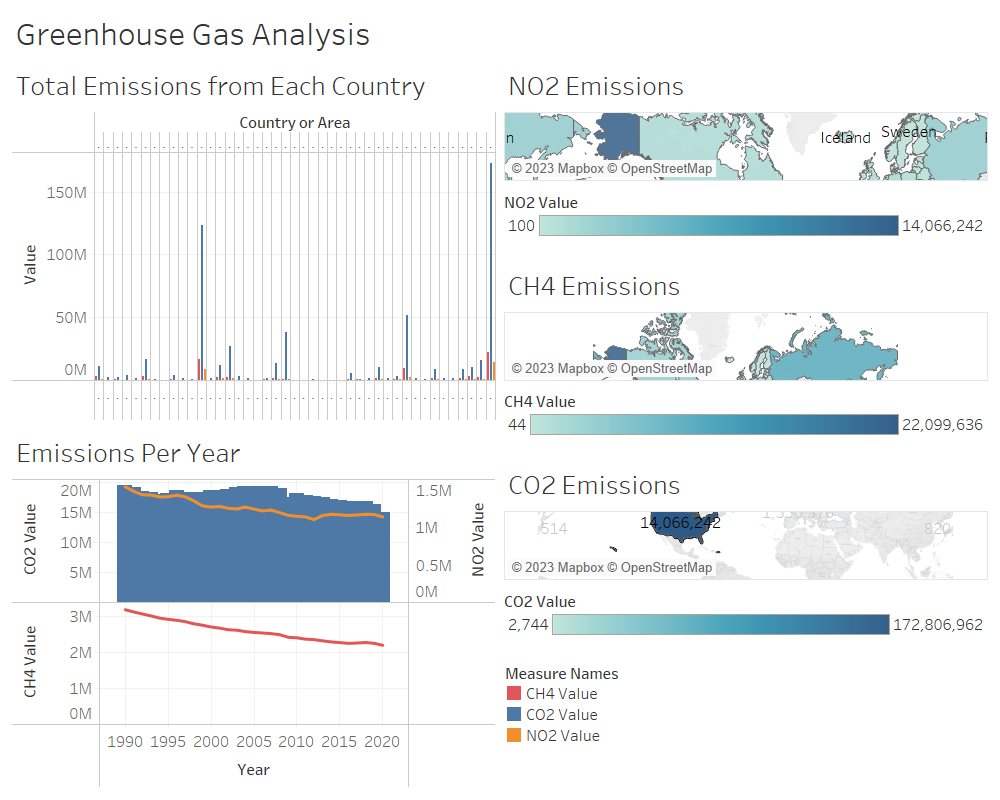 Greenhouse Gas Analysis
Total Emissions from Each Country
Country or Area
Value
150M
100M
50M
0M
Emissions Per Year
CO2 Value
20M
15M
10M
5M
1.5M
1M
0.5M
0M
NO2 Value
CH4 Value
3M
2M
1M
0M
1990 1995 2000 2005 2010 2015 2020
Year
NO2 Emissions
n
Iceland
Sweden
© 2023 Mapbox © OpenStreetMap
NO2 Value
100 14,066,242
CH4 Emissions
© 2023 Mapbox © OpenStreetMap
CH4 Value
44 22,099,636
CO2 Emissions
514
14,066,242
820
© 2023 Mapbox © OpenStreetMap
CO2 Value
2,744 172,806,962
Measure Names
CH4 Value
CO2 Value
NO2 Value